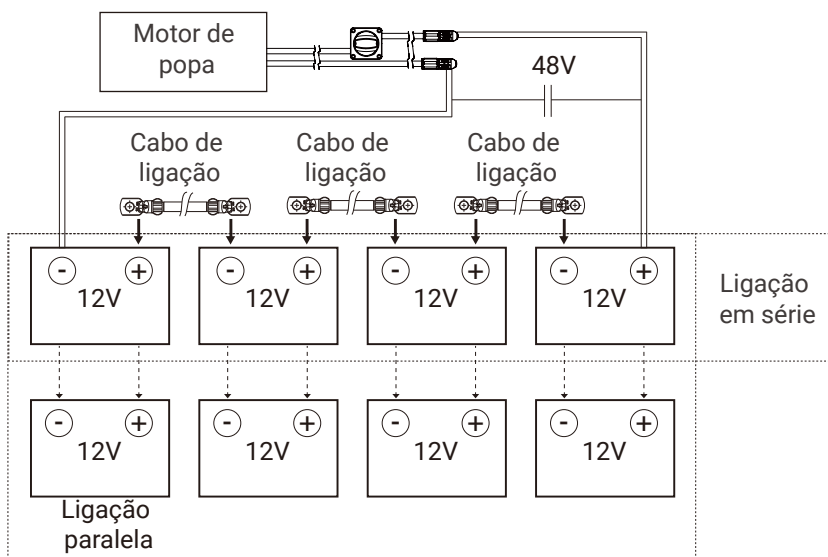 Motor de
popa
48V
Cabo de
ligação
Cabo de
ligação
Cabo de
ligação
- +
12V
- +
12V
- +
12V
- +
12V
Ligação
em série
- +
12V
- +
12V
- +
12V
- +
12V
Ligação
paralela